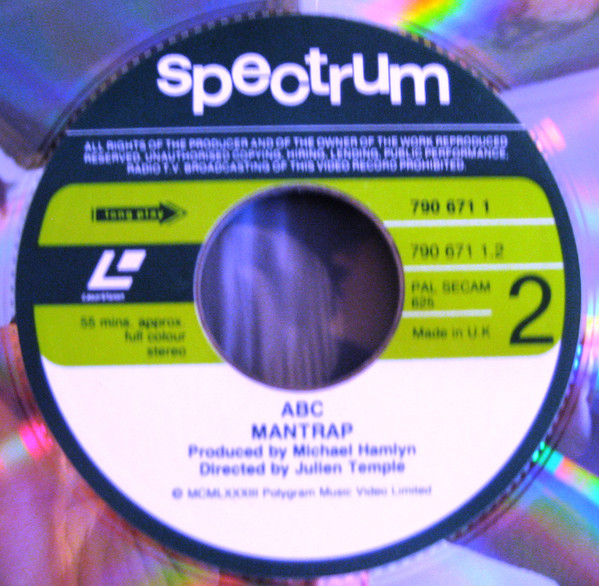 spectrum
ALL RIGHTS OF THE PRODUCER AND OF THE OWNER OF THE WORK REPRODUCED
RESERVED. UNAUTHORISED COPYING, HIRING, LENDING, PUBLIC PERFORMANCE,
RADIO T.V. BROADCASTING OF THIS VIDEO RECORD PROHIBITED.
long play
790 671 1
790 671 1.2
LaserVision
PAL SECAM
625
2
55 mins. approx.
full colour
stereo
Made in U.K
ABC
MANTRAP
Produced by Michael Hamlyn
Directed by Julien Temple
© MCMLXXXIII Polygram Music Video Limited